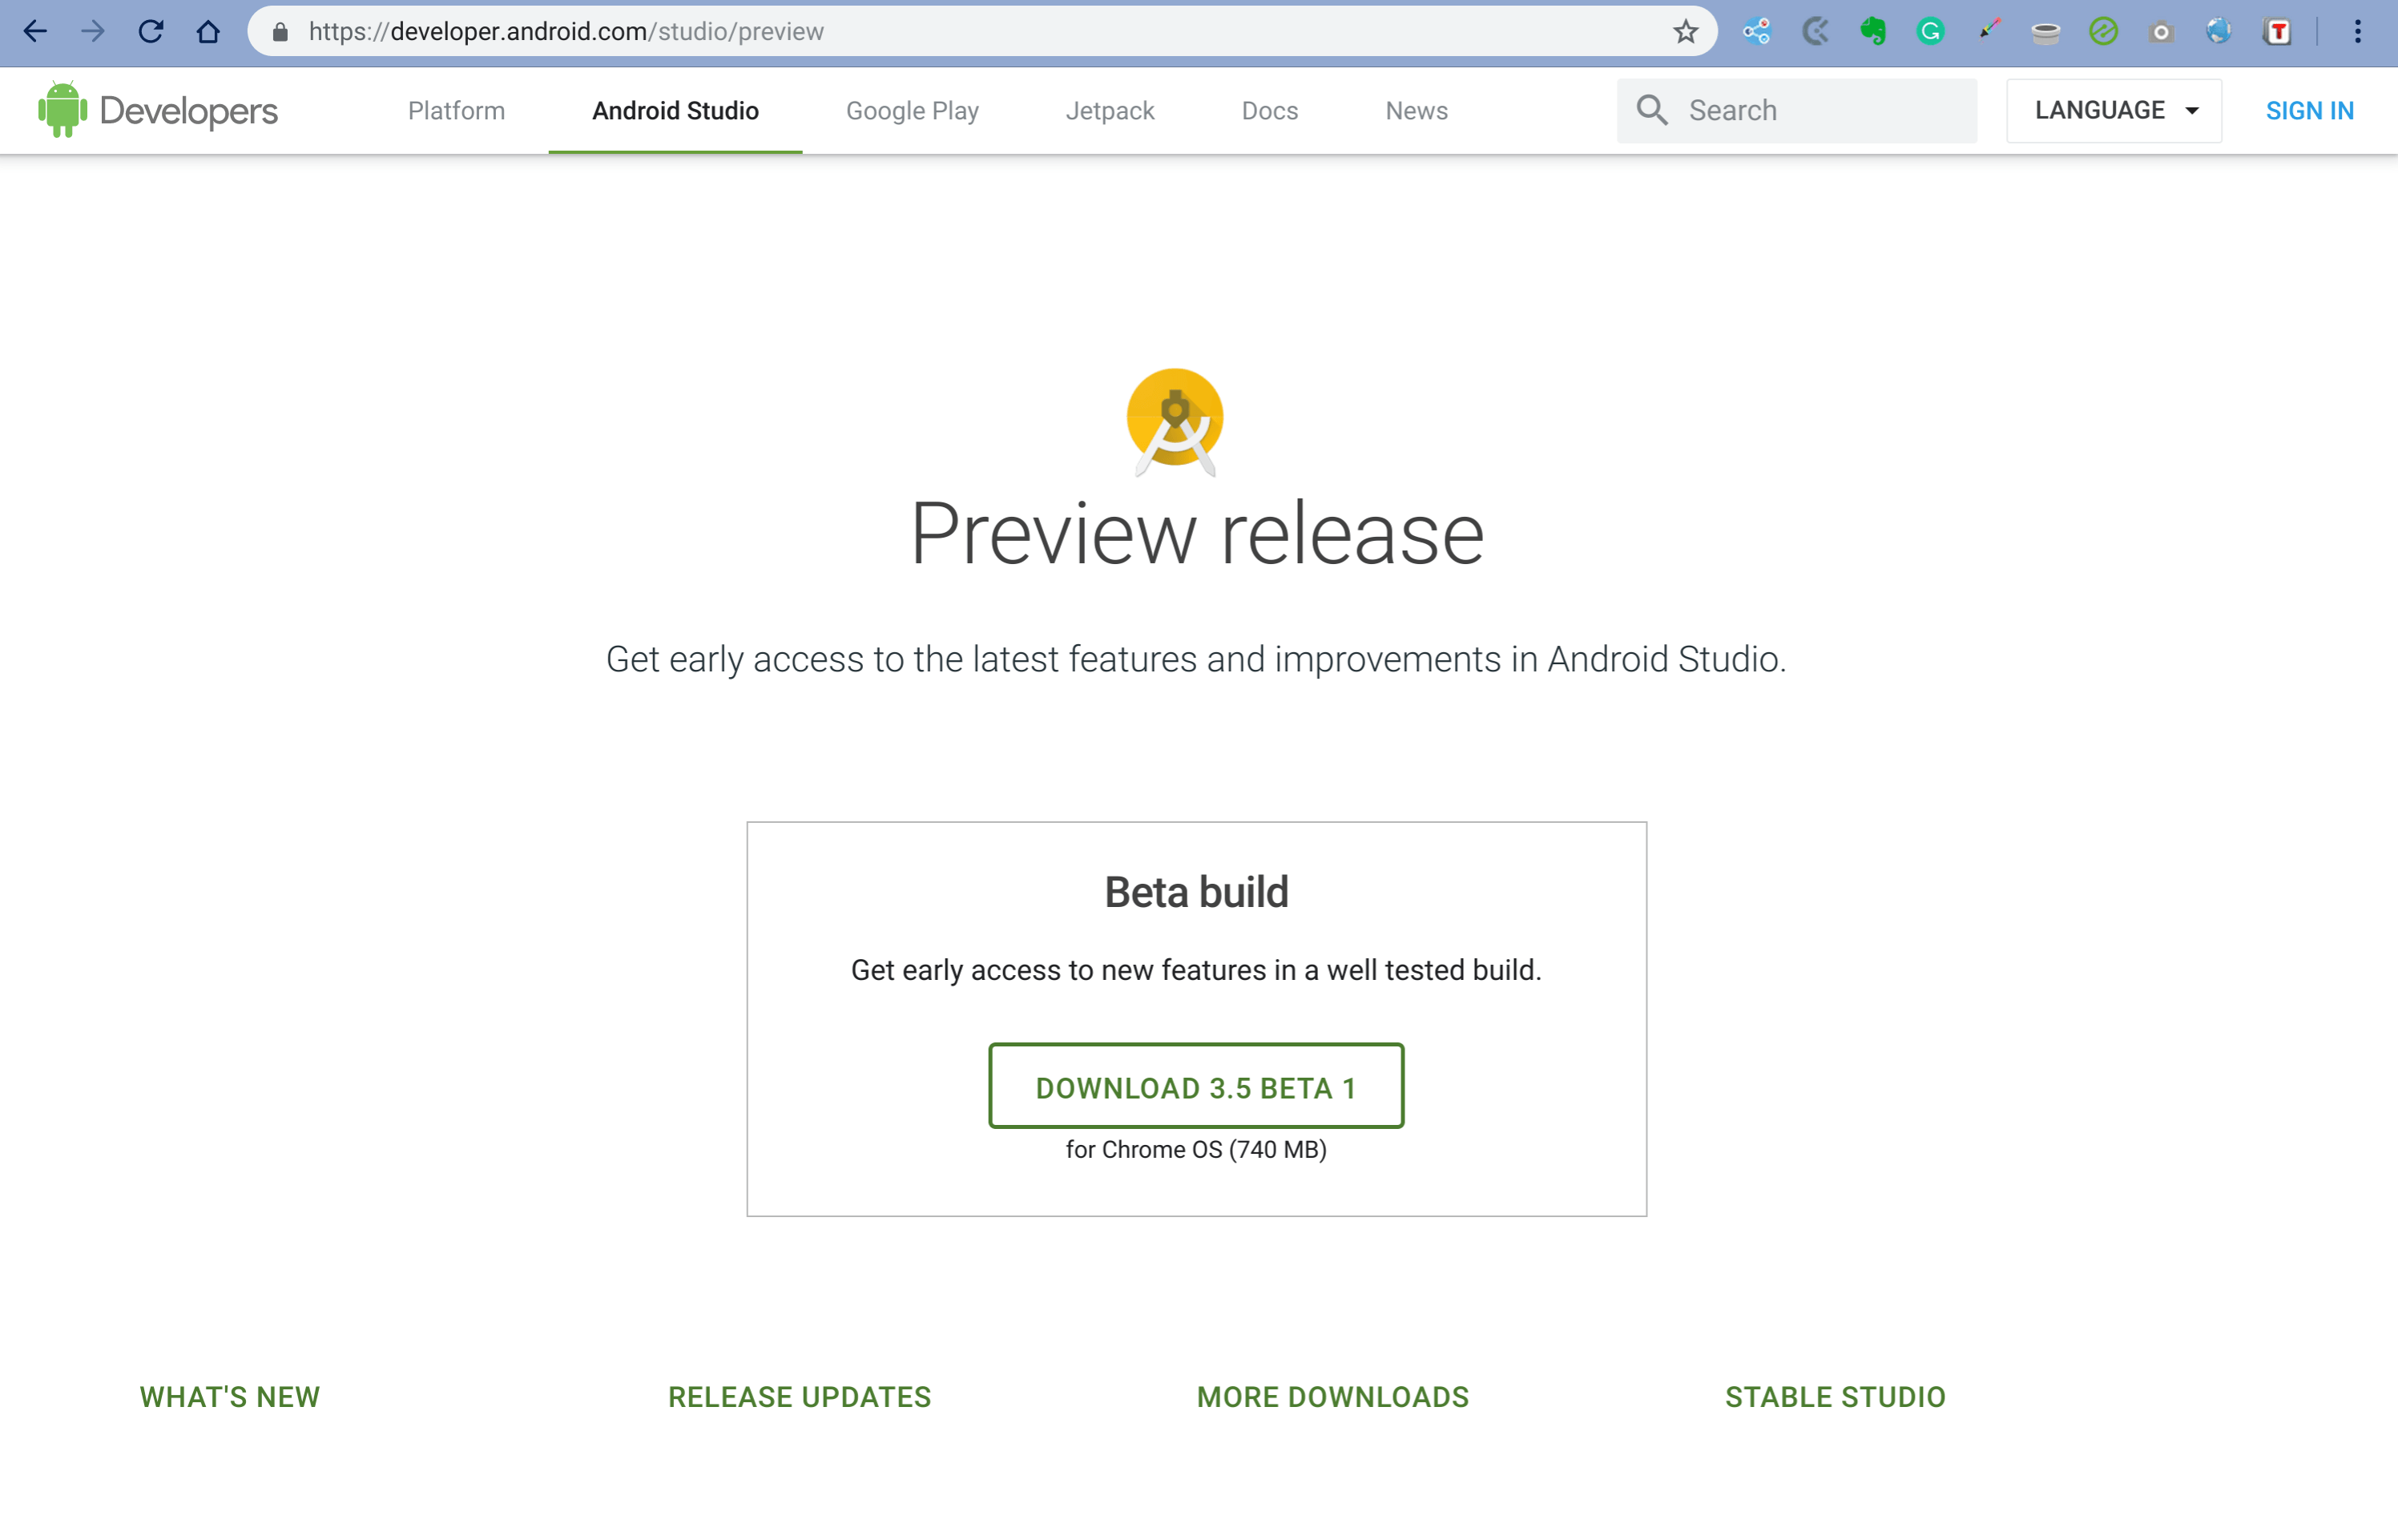 https://developer.android.com/studio/preview
Developers
Platform
Android Studio
Google Play
Jetpack
Docs
News
Search
LANGUAGE
SIGN IN
Preview release
Get early access to the latest features and improvements in Android Studio.
Beta build
Get early access to new features in a well tested build.
DOWNLOAD 3.5 BETA 1
for Chrome OS (740 MB)
WHAT'S NEW
RELEASE UPDATES
MORE DOWNLOADS
STABLE STUDIO